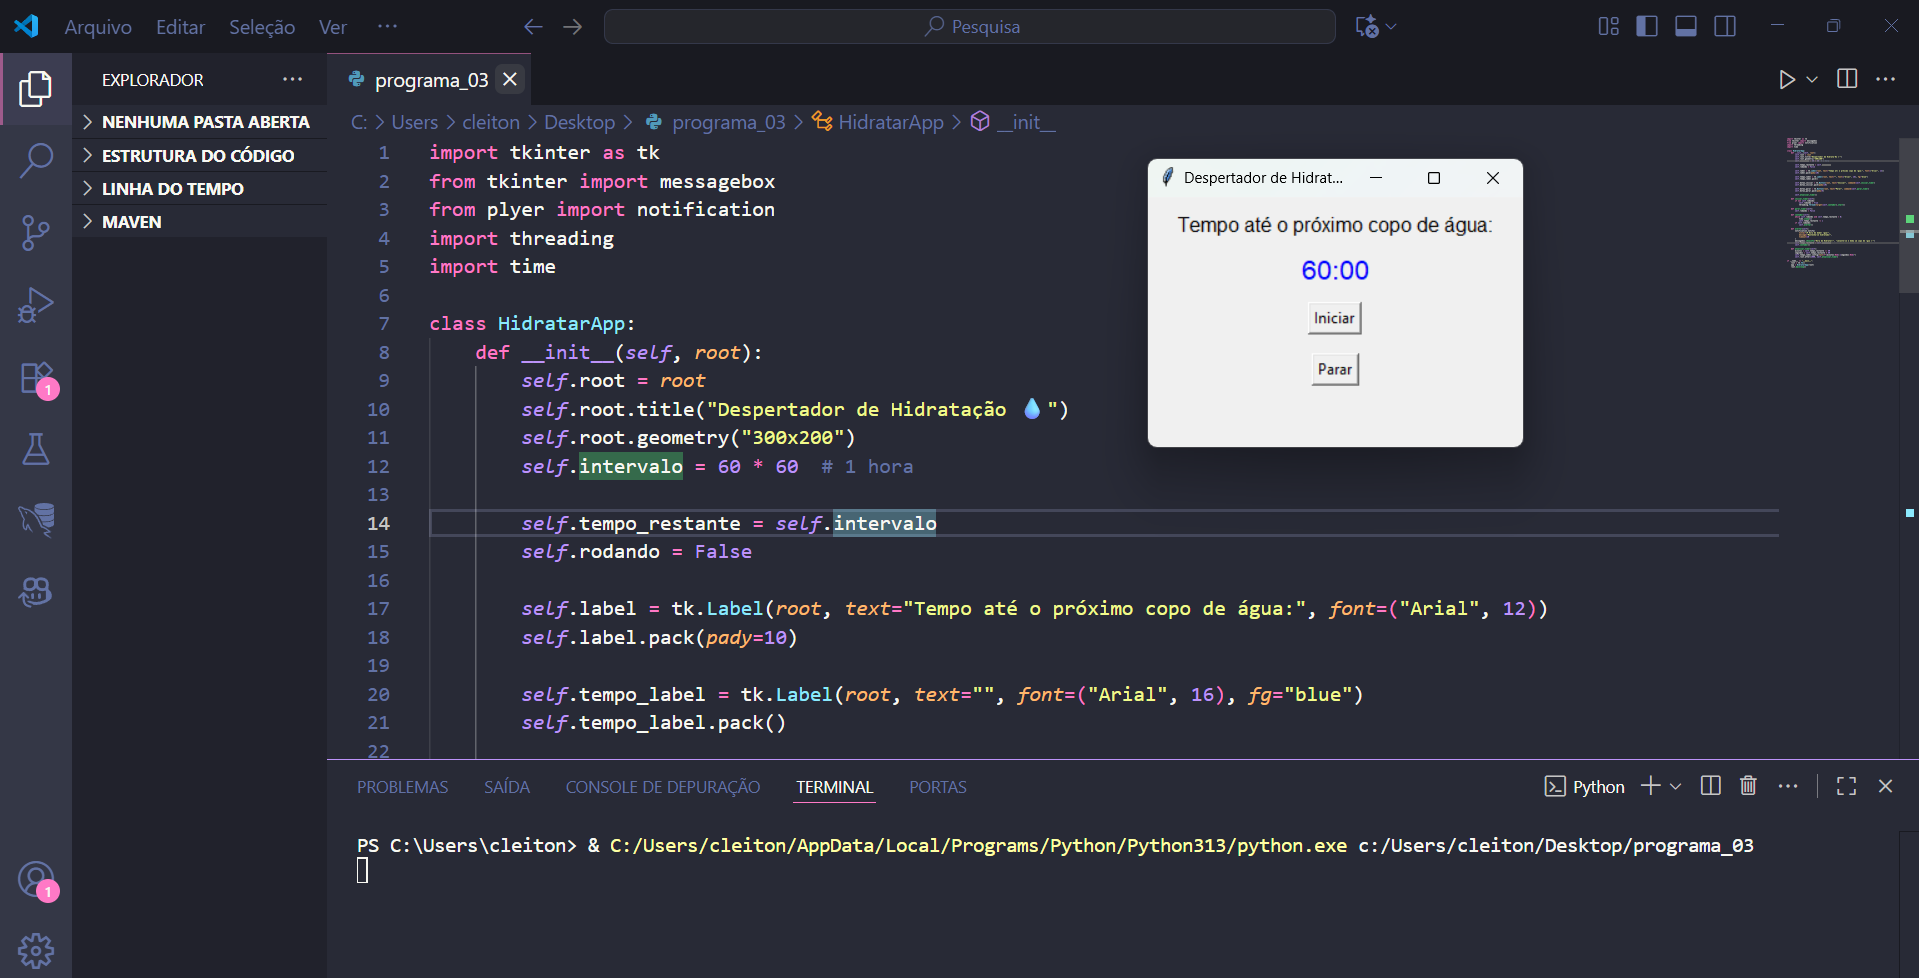 Arquivo Editar Seleção Ver ···
Pesquisa
EXPLORADOR ···
NENHUMA PASTA ABERTA
ESTRUTURA DO CÓDIGO
LINHA DO TEMPO
MAVEN
1
1
programa_03
C: > Users > cleiton > Desktop > programa_03 > HidratarApp > __init__
1 import tkinter as tk
2 from tkinter import messagebox
3 from plyer import notification
4 import threading
5 import time
6
7 class HidratarApp:
8 def __init__(self, root):
9 self.root = root
10 self.root.title("Despertador de Hidratação 💧")
11 self.root.geometry("300x200")
12 self.intervalo = 60 * 60  # 1 hora
13
14 self.tempo_restante = self.intervalo
15 self.rodando = False
16
17 self.label = tk.Label(root, text="Tempo até o próximo copo de água:", font=("Arial", 12))
18 self.label.pack(pady=10)
19
20 self.tempo_label = tk.Label(root, text="", font=("Arial", 16), fg="blue")
21 self.tempo_label.pack()
22
Despertador de Hidrat...
Tempo até o próximo copo de água:
60:00
Iniciar
Parar
PROBLEMAS SAÍDA CONSOLE DE DEPURAÇÃO TERMINAL PORTAS
Python
PS C:\Users\cleiton> & C:/Users/cleiton/AppData/Local/Programs/Python/Python313/python.exe c:/Users/cleiton/Desktop/programa_03